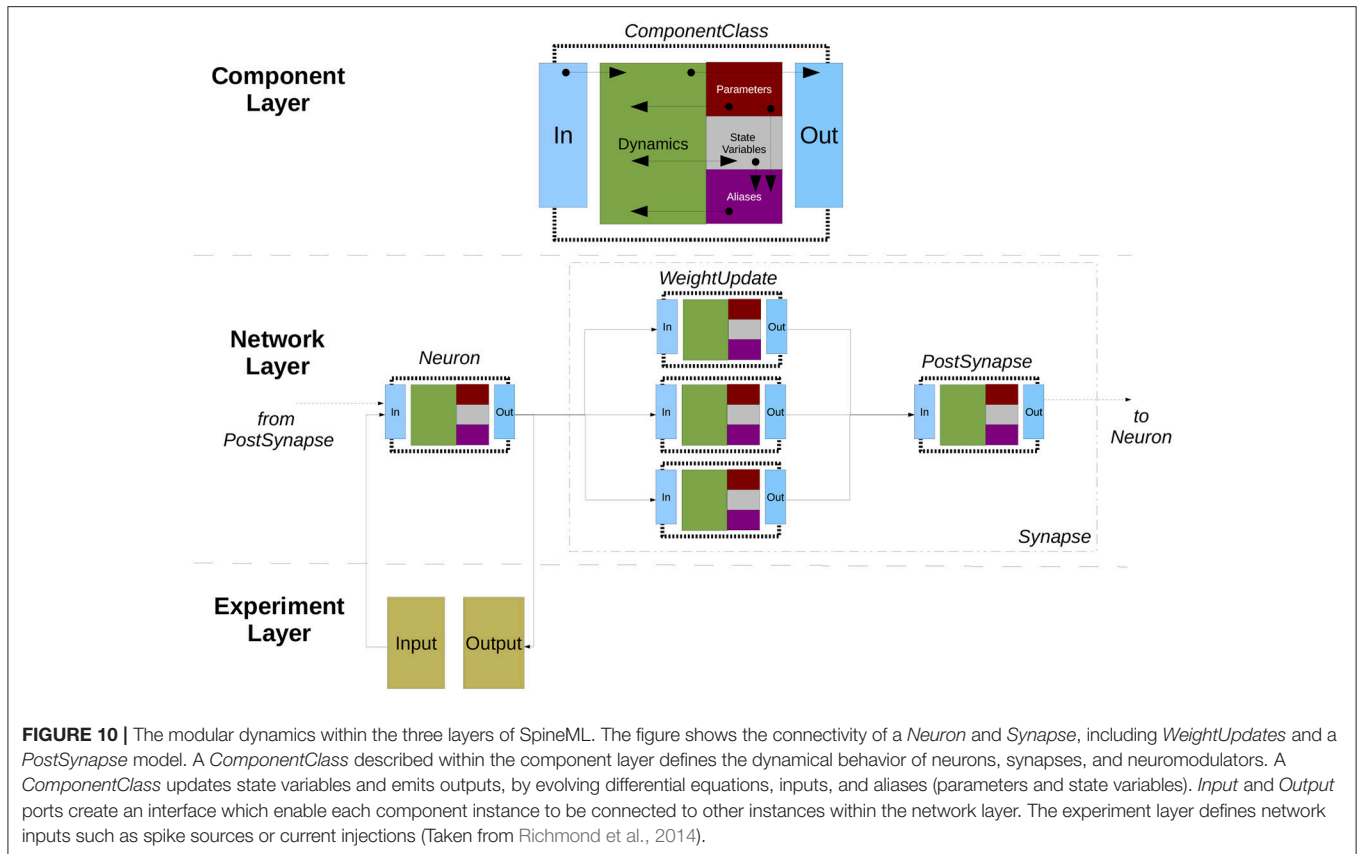 ComponentClass
Component
Layer
In
Dynamics
Parameters
State
Variables
Aliases
Out
WeightUpdate
In
Out
Network
Layer
Neuron
PostSynapse
from
PostSynapse
In
Out
In
Out
In
Out
to
Neuron
In
Out
Synapse
Experiment
Layer
Input
Output
FIGURE 10 | The modular dynamics within the three layers of SpineML. The figure shows the connectivity of a Neuron and Synapse, including WeightUpdates and a
PostSynapse model. A ComponentClass described within the component layer defines the dynamical behavior of neurons, synapses, and neuromodulators. A
ComponentClass updates state variables and emits outputs, by evolving differential equations, inputs, and aliases (parameters and state variables). Input and Output
ports create an interface which enable each component instance to be connected to other instances within the network layer. The experiment layer defines network
inputs such as spike sources or current injections (Taken from Richmond et al., 2014).